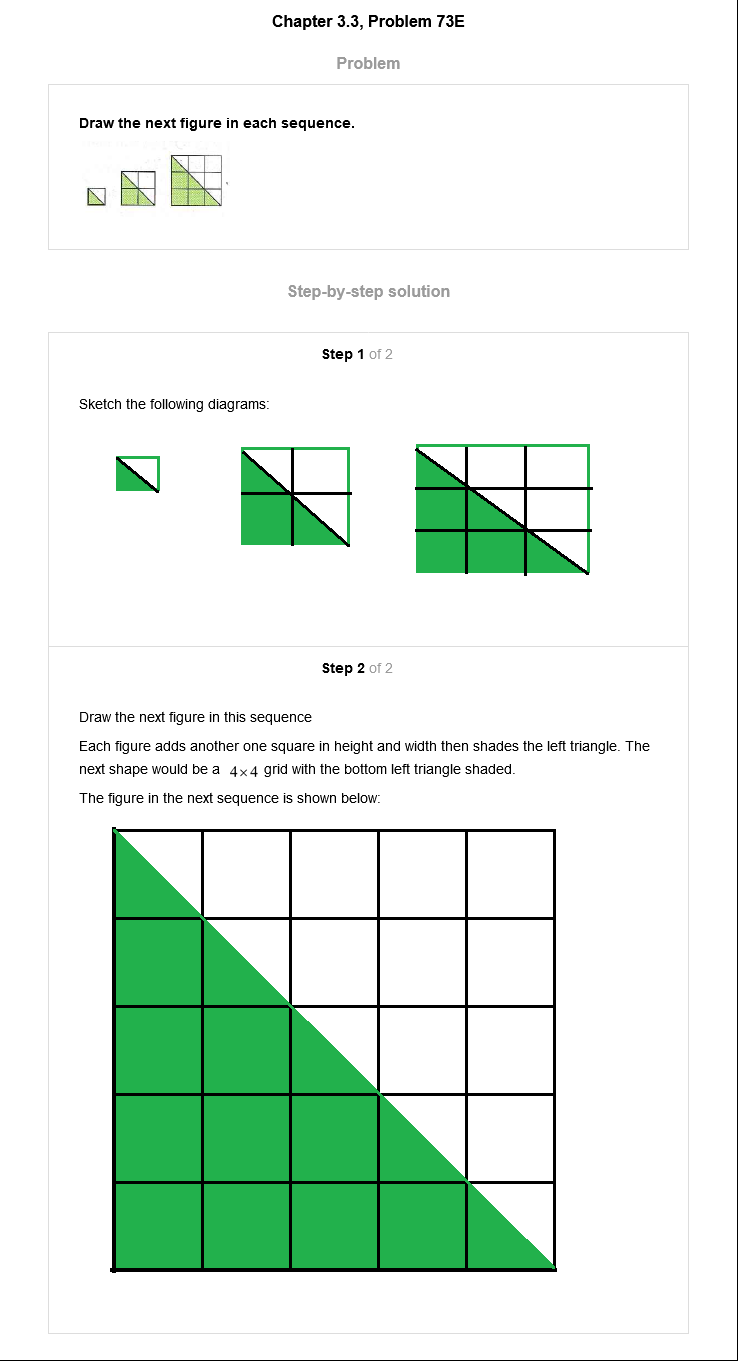 Chapter 3.3, Problem 73E
Problem
Draw the next figure in each sequence.
Step-by-step solution
Step 1 of 2
Sketch the following diagrams:
Step 2 of 2
Draw the next figure in this sequence
Each figure adds another one square in height and width then shades the left triangle. The
next shape would be a 4×4 grid with the bottom left triangle shaded.
The figure in the next sequence is shown below: